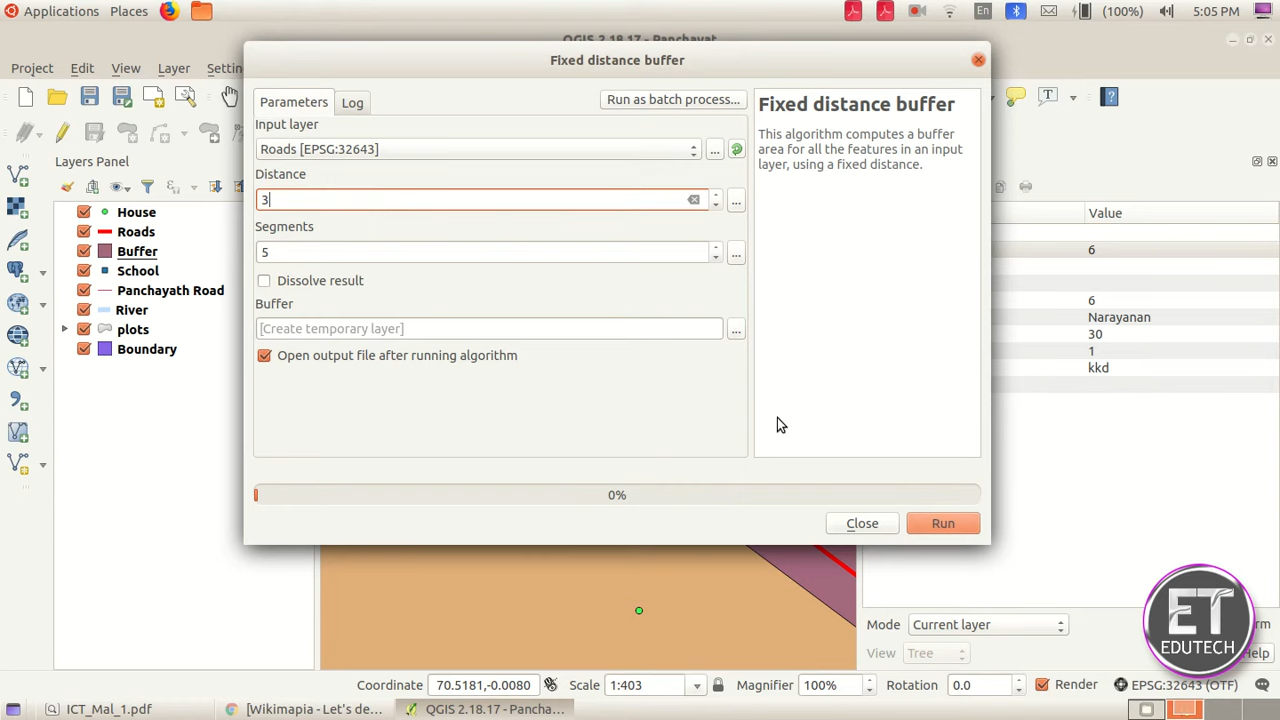 Applications Places En (100%) 5:05 PM
QGIS 2.18.17 - Panchayat
Project Edit View Layer
Fixed distance buffer
Parameters Log Run as batch process...
Input layer
Roads [EPSG:32643] ...
Distance
3 ...
Segments
5 ...
Dissolve result
Buffer
[Create temporary layer] ...
Open output file after running algorithm
Fixed distance buffer
This algorithm computes a buffer
area for all the features in an input
layer, using a fixed distance.
0%
Close Run
Layers Panel
House
Roads
Buffer
School
Panchayath Road
River
plots
Boundary
Value
6
6
Narayanan
30
1
kkd
Mode Current layer
View Tree
ET
EDUTECH
Coordinate 70.5181,-0.0080 Scale 1:403 Magnifier 100% Rotation 0.0 Render EPSG:32643 (OTF)
ICT_Mal_1.pdf [Wikimapia - Let's de... QGIS 2.18.17 - Pancha...